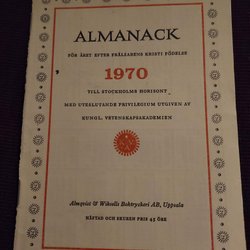 ALMANACK
FÖR ÅRET EFTER FRÄLSARENS KRISTI FÖDELSE
1970
TILL STOCKHOLMS HORISONT
MED UTESLUTANDE PRIVILEGIUM UTGIVEN AV
KUNGL. VETENSKAPSAKADEMIEN
Almqvist & Wiksells Boktryckeri AB, Uppsala
HÄFTAD OCH SKUREN PRIS 45 ÖRE